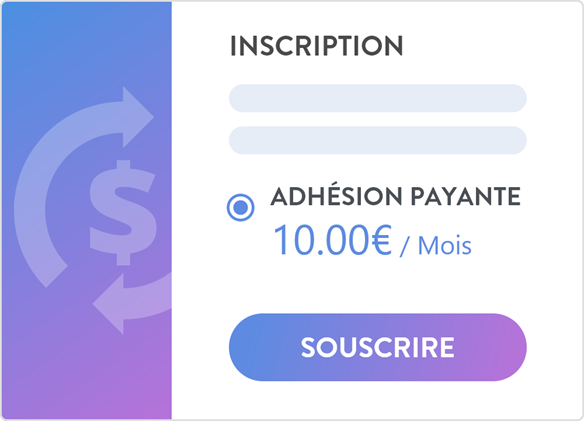 INSCRIPTION
$
ADHÉSION PAYANTE
10.00€ / Mois
SOUSCRIRE